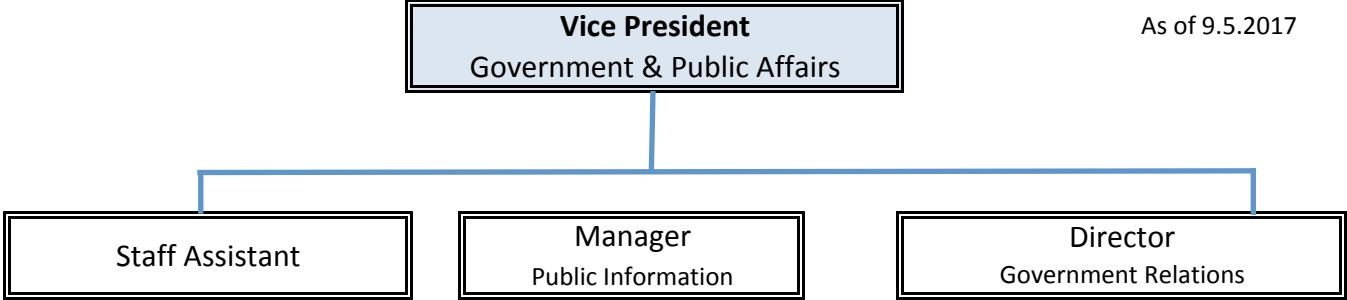 Vice President
Government & Public Affairs
As of 9.5.2017
Staff Assistant
Manager
Public Information
Director
Government Relations